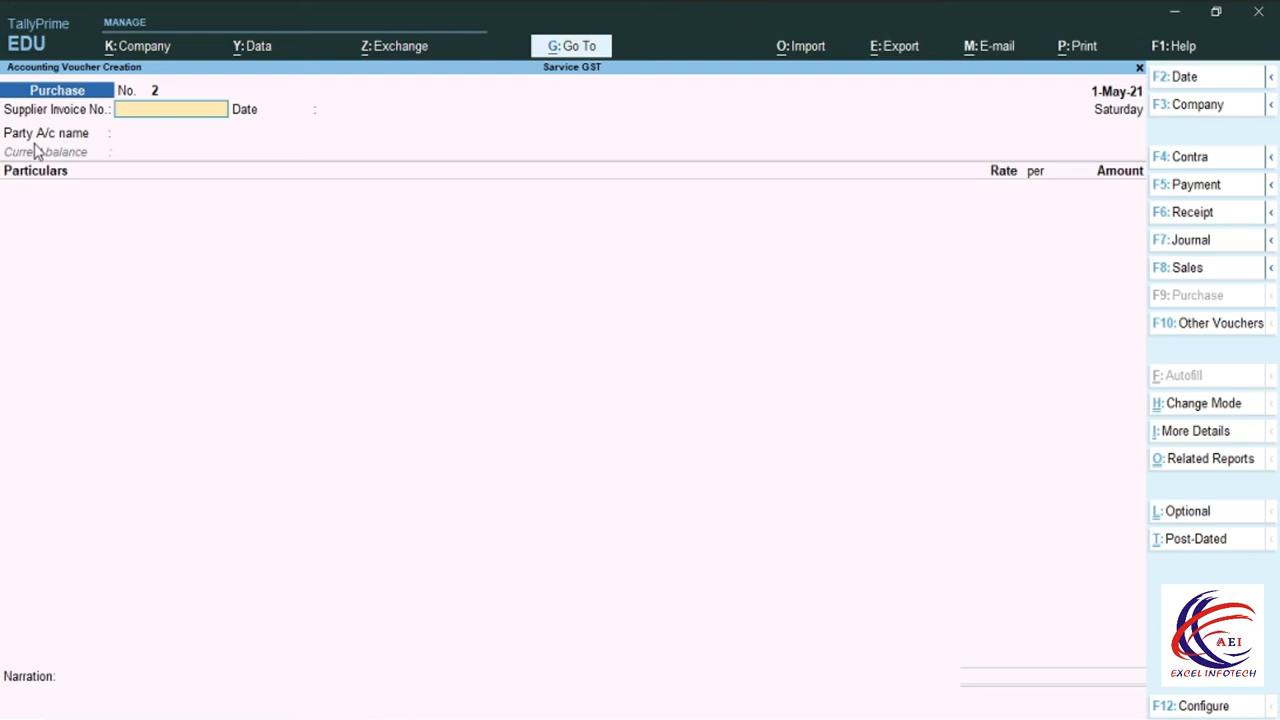 TallyPrime MANAGE
EDU K: Company Y: Data Z: Exchange G: Go To O: Import E: Export M: E-mail P: Print F1: Help
Accounting Voucher Creation Sarvice GST x
Purchase No. 2 1-May-21
Supplier Invoice No.: Date : Saturday
Party A/c name :
Current balance :
Particulars Rate per Amount
Narration:
F2: Date
F3: Company
F4: Contra
F5: Payment
F6: Receipt
F7: Journal
F8: Sales
F9: Purchase
F10: Other Vouchers
F: Autofill
H: Change Mode
I: More Details
O: Related Reports
L: Optional
T: Post-Dated
AEI
EXCEL INFOTECH
F12: Configure